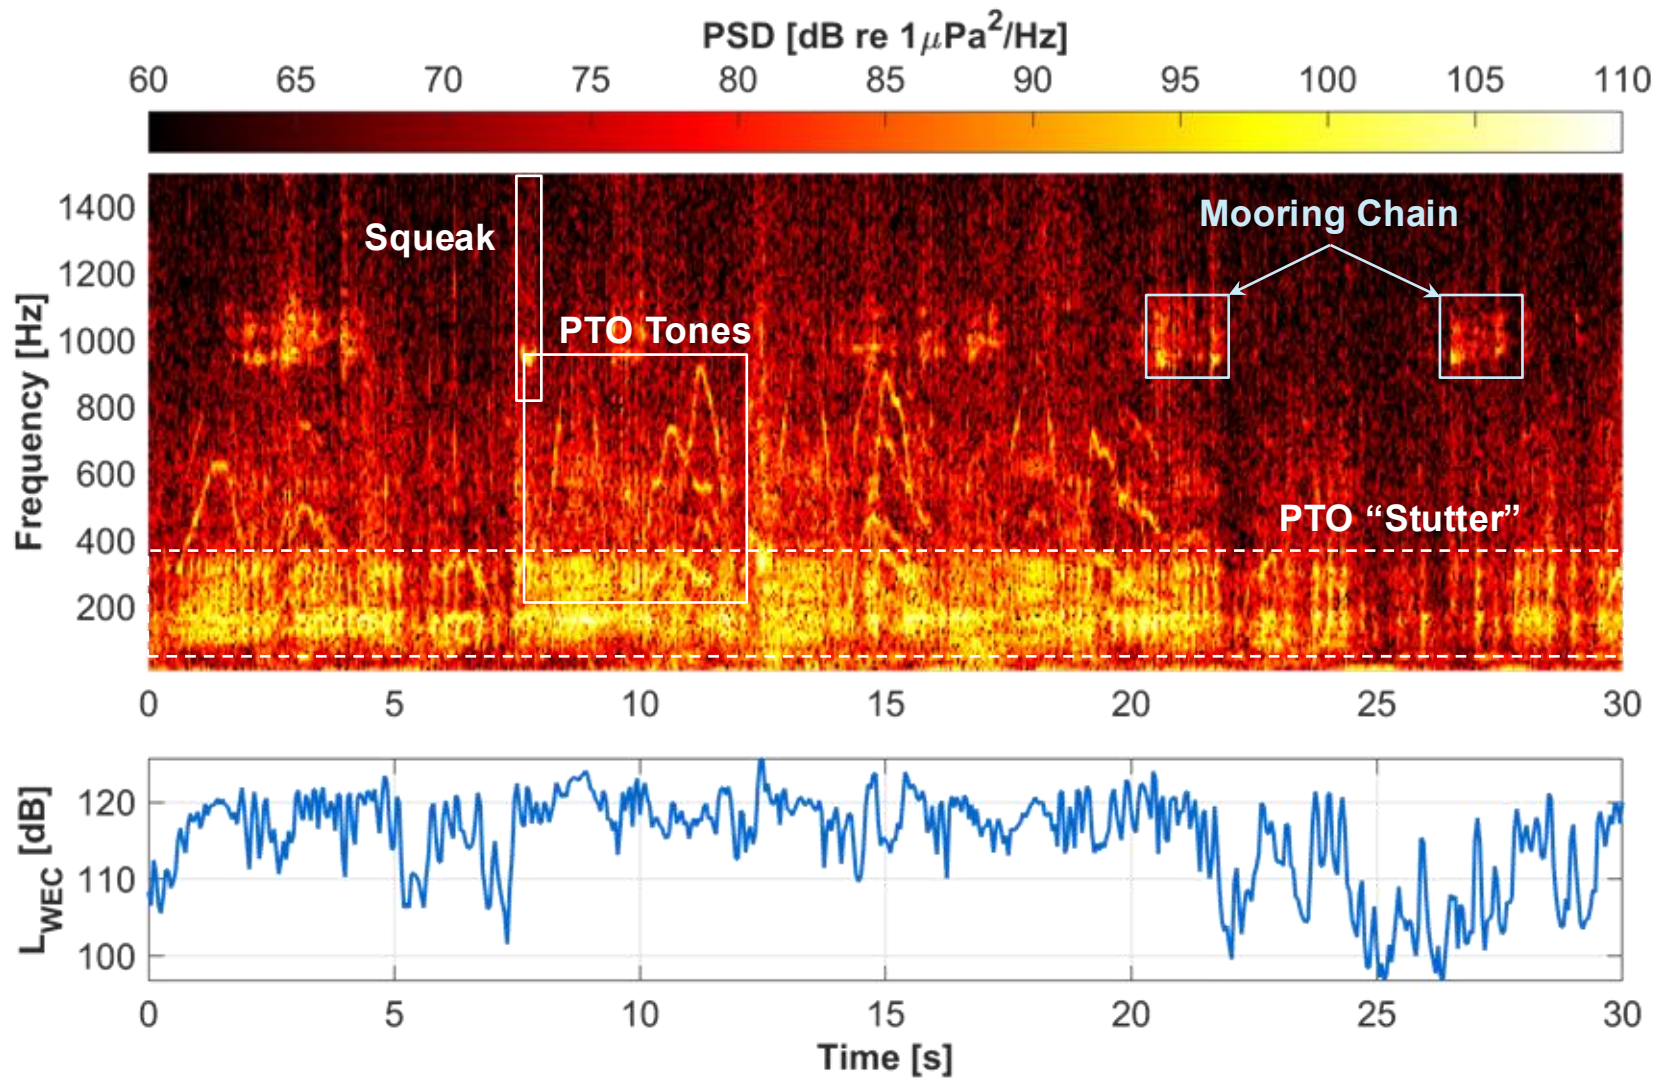 PSD [dB re 1μPa²/Hz]
60 65 70 75 80 85 90 95 100 105 110
Frequency [Hz]
1400
1200
1000
800
600
400
200
Squeak
PTO Tones
Mooring Chain
PTO “Stutter”
0 5 10 15 20 25 30
L_WEC [dB]
120
110
100
0 5 10 15 20 25 30
Time [s]